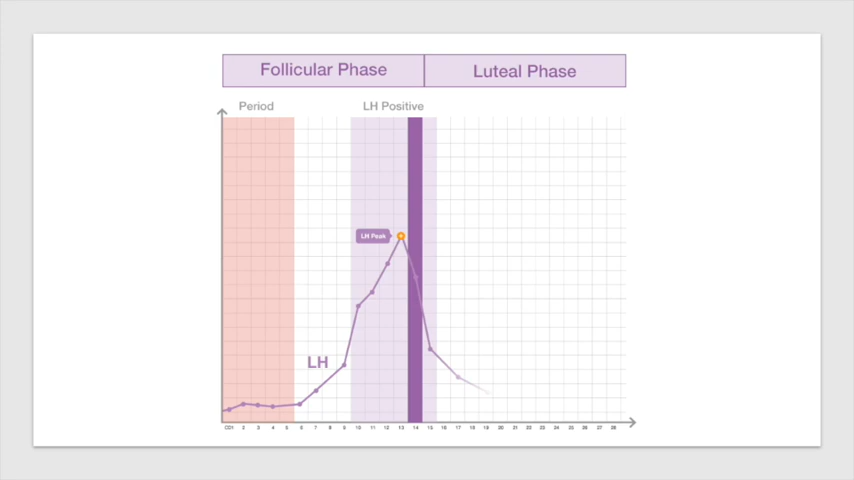 Follicular Phase Luteal Phase
Period LH Positive
LH Peak
LH
CD1 2 3 4 5 6 7 8 9 10 11 12 13 14 15 16 17 18 19 20 21 22 23 24 25 26 27 28